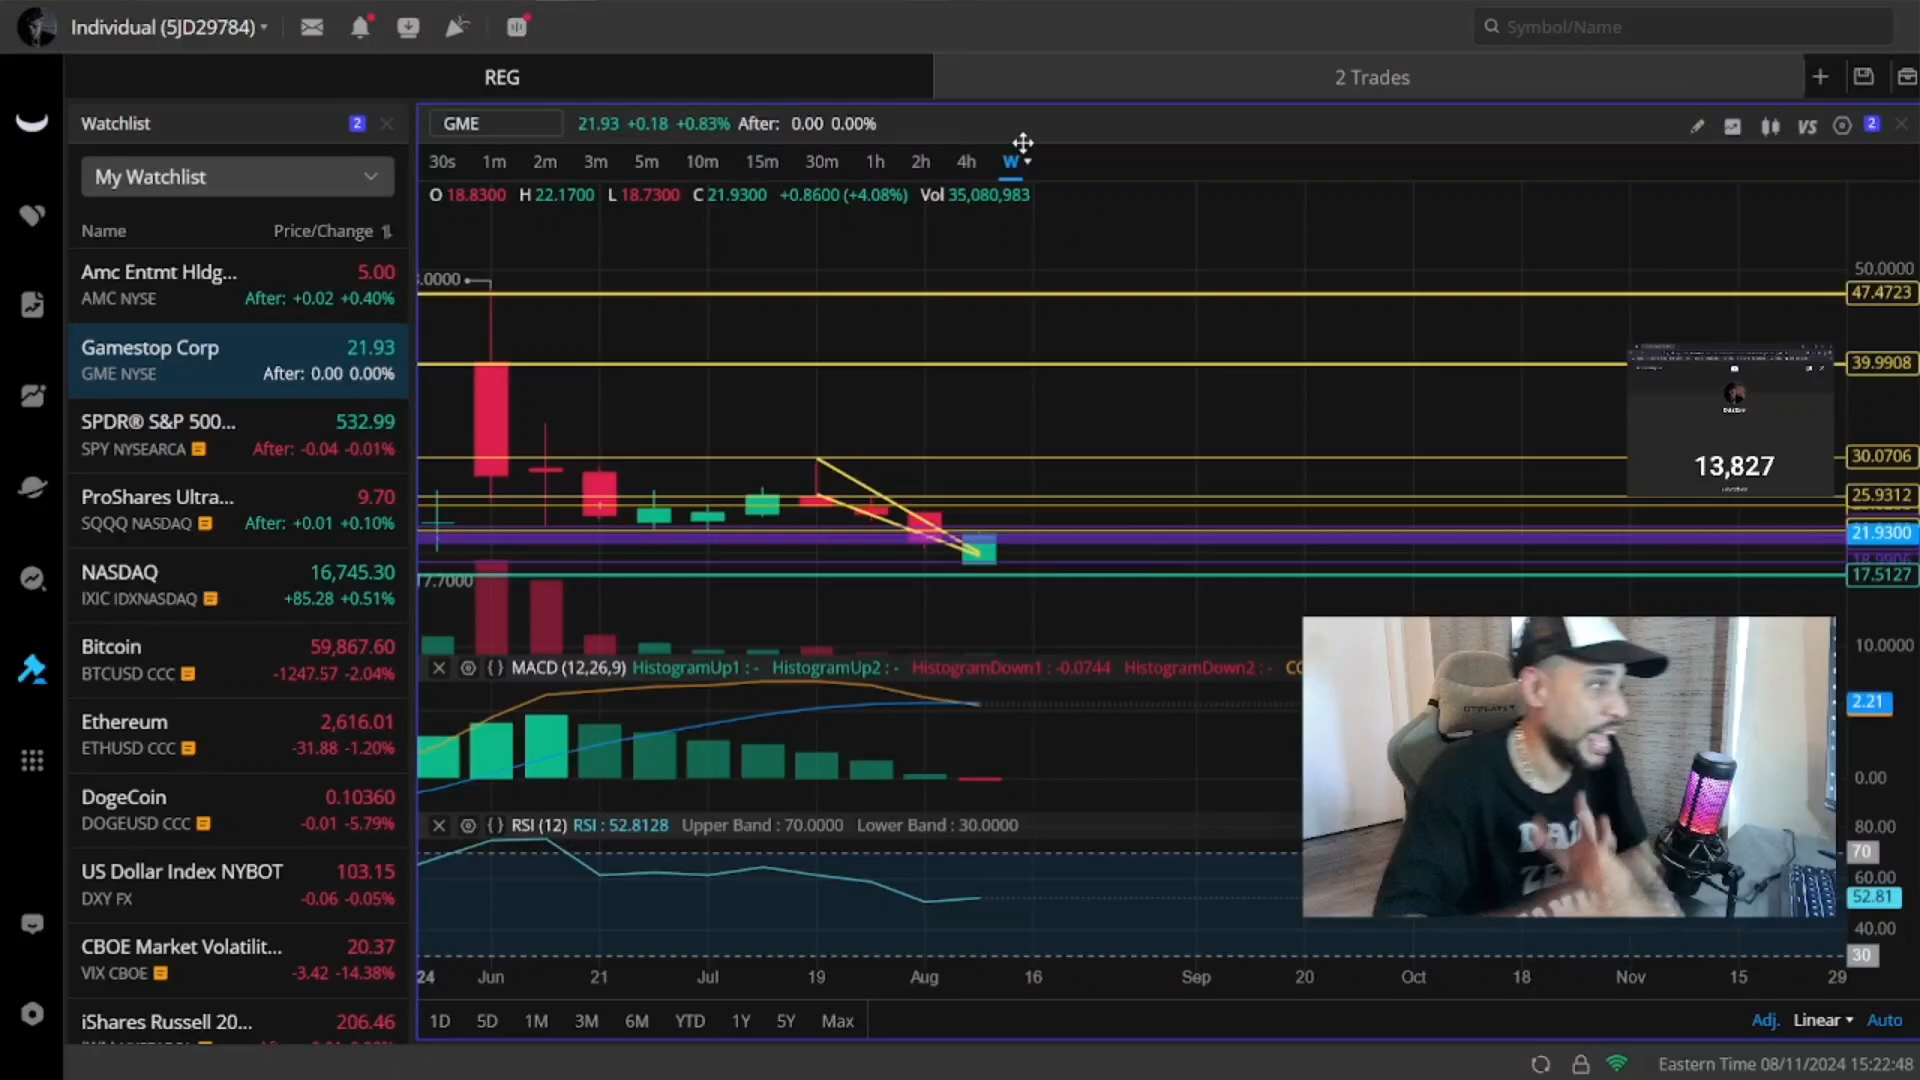 Individual (5JD29784)
Symbol/Name
REG
2 Trades
Watchlist 2
My Watchlist
Name Price/Change
Amc Entmt Hldg... 5.00
AMC NYSE After: +0.02 +0.40%
Gamestop Corp 21.93
GME NYSE After: 0.00 0.00%
SPDR® S&P 500... 532.99
SPY NYSEARCA After: -0.04 -0.01%
ProShares Ultra... 9.70
SQQQ NASDAQ After: +0.01 +0.10%
NASDAQ 16,745.30
IXIC IDXNASDAQ +85.28 +0.51%
Bitcoin 59,867.60
BTCUSD CCC -1247.57 -2.04%
Ethereum 2,616.01
ETHUSD CCC -31.88 -1.20%
DogeCoin 0.10360
DOGEUSD CCC -0.01 -5.79%
US Dollar Index NYBOT 103.15
DXY FX -0.06 -0.05%
CBOE Market Volatilit... 20.37
VIX CBOE -3.42 -14.38%
iShares Russell 20... 206.46
GME 21.93 +0.18 +0.83% After: 0.00 0.00% VS 2
30s 1m 2m 3m 5m 10m 15m 30m 1h 2h 4h W
O 18.8300 H 22.1700 L 18.7300 C 21.9300 +0.8600 (+4.08%) Vol 35,080,983
50.0000
.0000
47.4723
39.9908
30.0706
13,827
25.9312
21.9300
17.5127
7.7000
10.0000
MACD (12,26,9) HistogramUp1 : - HistogramUp2 : - HistogramDown1 : -0.0744 HistogramDown2 : -
2.21
0.00
RSI (12) RSI : 52.8128 Upper Band : 70.0000 Lower Band : 30.0000
80.00
70
60.00
52.81
40.00
30
24 Jun 21 Jul 19 Aug 16 Sep 20 Oct 18 Nov 15 29
1D 5D 1M 3M 6M YTD 1Y 5Y Max
Adj. Linear Auto
Eastern Time 08/11/2024 15:22:48